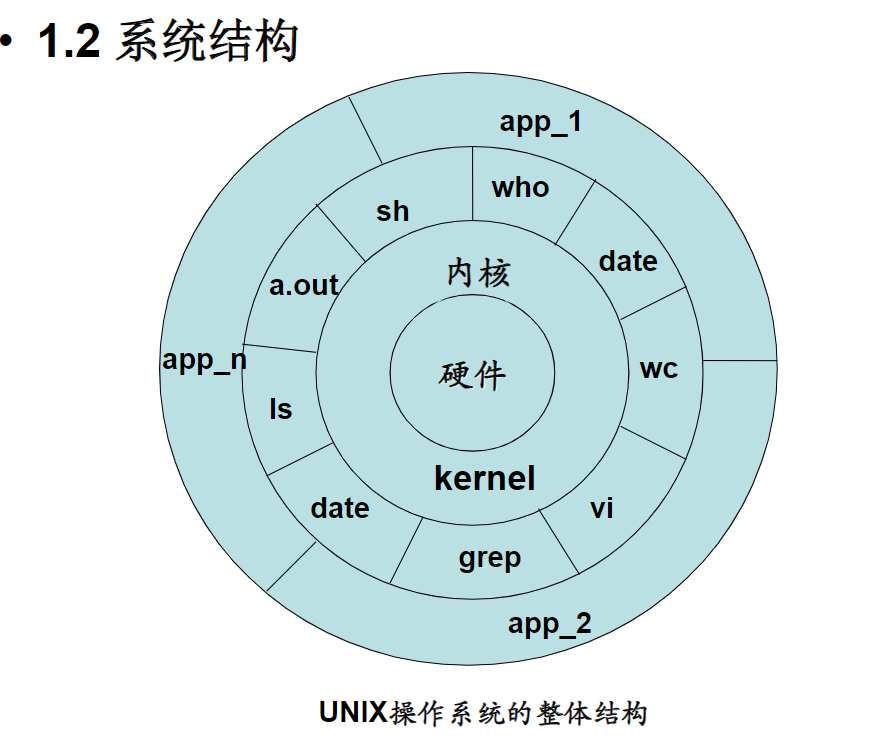 • 1.2 系统结构
app_1
who
sh
date
内核
a.out
app_n
硬件
wc
ls
kernel
date
vi
grep
app_2
UNIX操作系统的整体结构